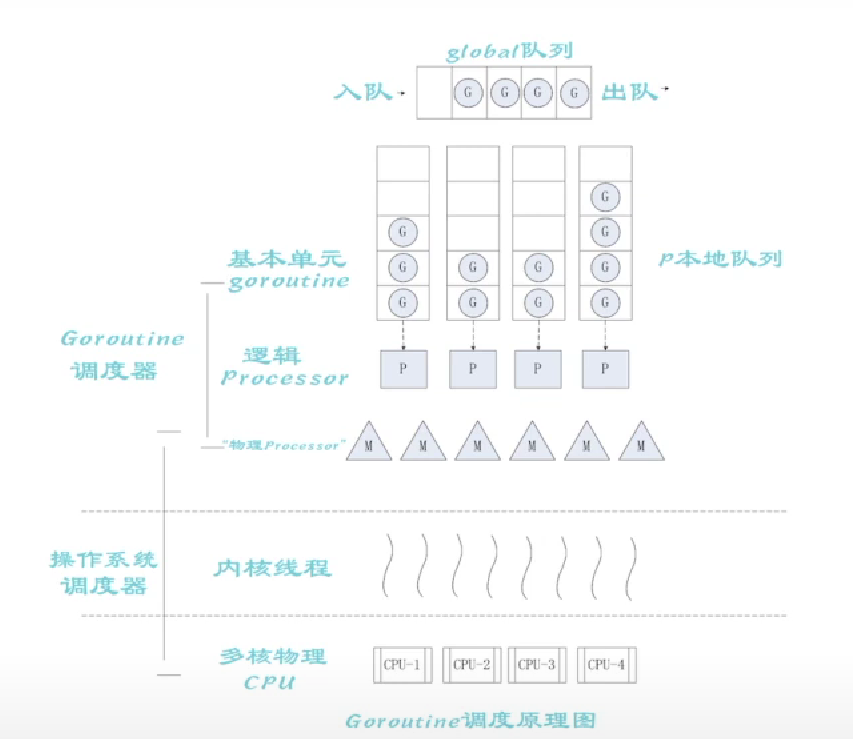 global队列
入队
G G G G
出队
G
G
G G G G
基本单元
goroutine
G G G G
P本地队列
Goroutine
调度器
逻辑
Processor
P P P P
"物理Processor"
M M M M M M
操作系统
调度器
内核线程
多核物理
CPU
CPU-1 CPU-2 CPU-3 CPU-4
Goroutine调度原理图